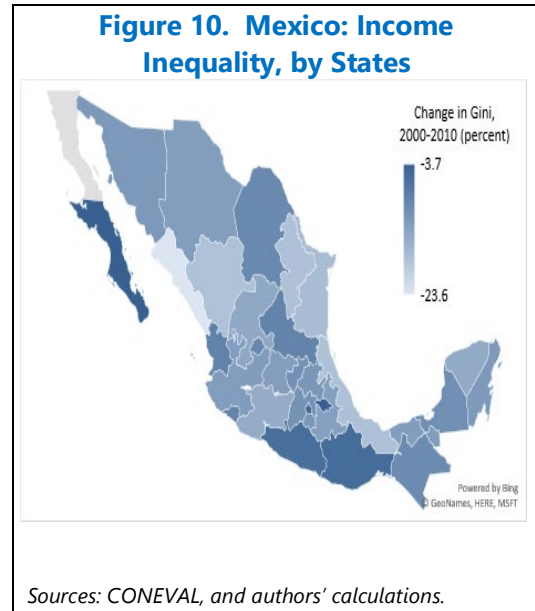 Figure 10.  Mexico: Income
Inequality, by States
Change in Gini,
2000-2010 (percent)
-3.7
-23.6
Powered by Bing
© GeoNames, HERE, MSFT
Sources: CONEVAL, and authors' calculations.